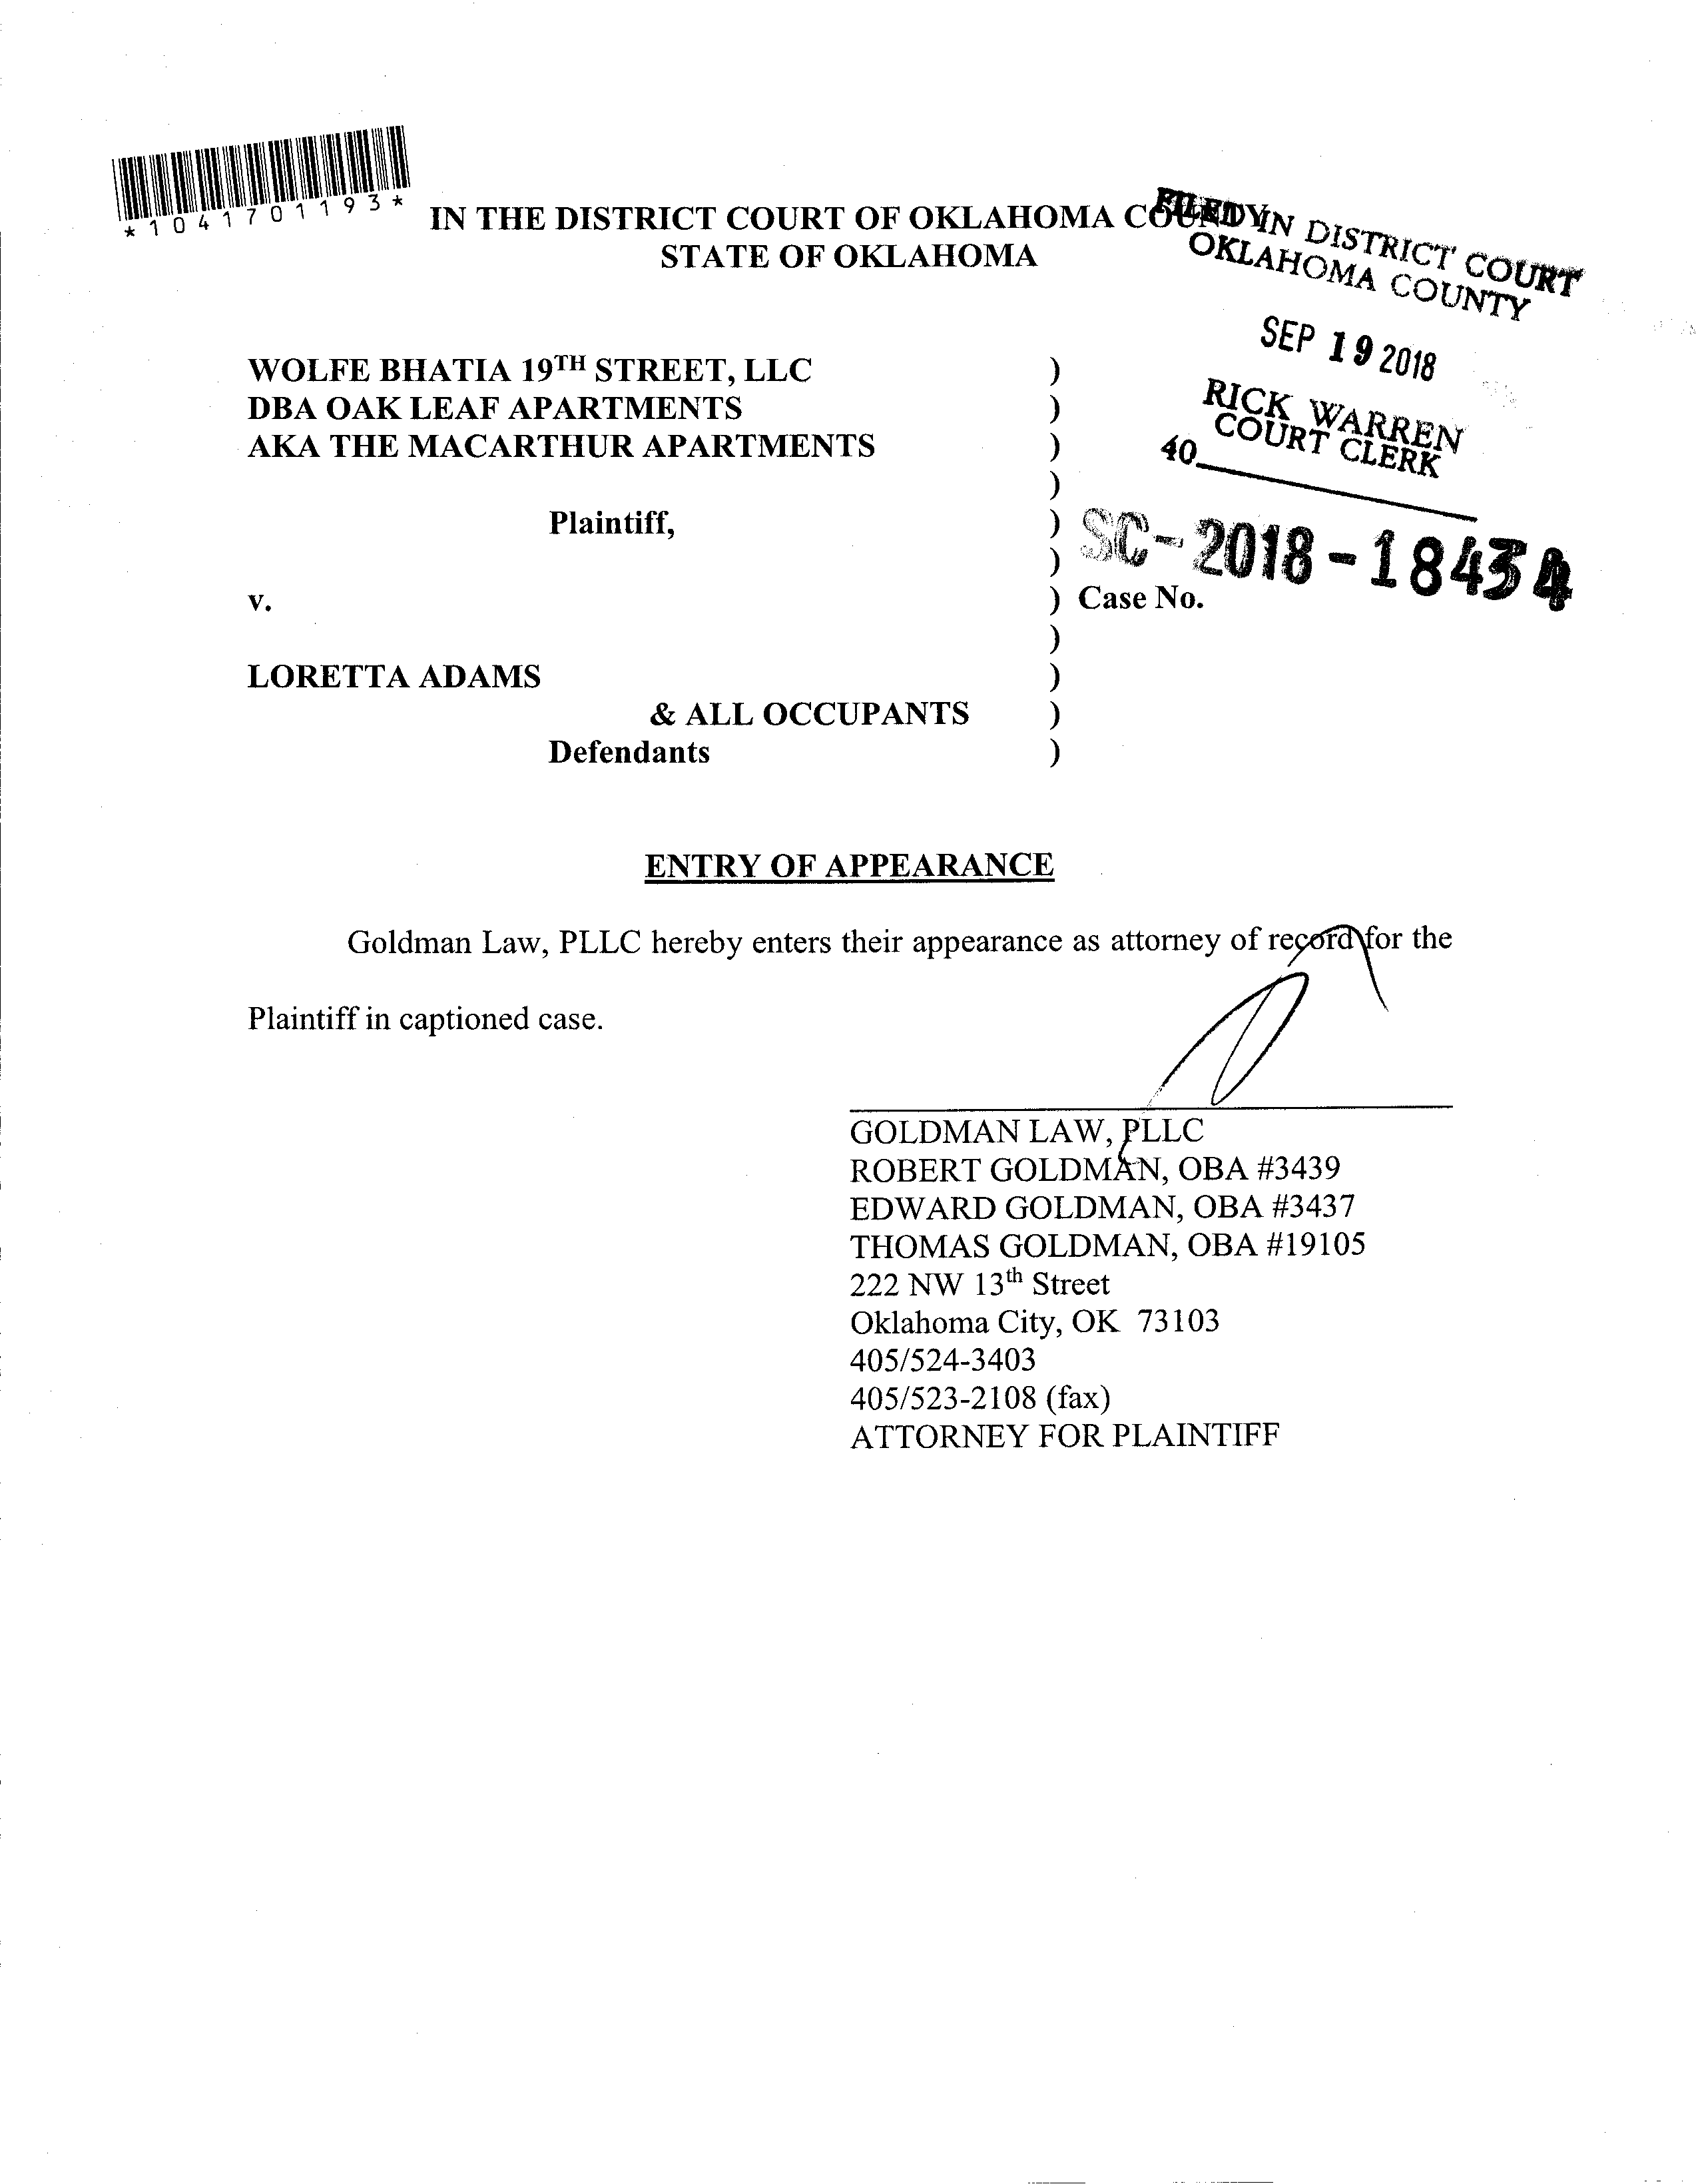 *1041701193*
IN THE DISTRICT COURT OF OKLAHOMA COUNTY
STATE OF OKLAHOMA
FILED IN DISTRICT COURT
OKLAHOMA COUNTY
SEP 19 2018
RICK WARREN
COURT CLERK
40
WOLFE BHATIA 19TH STREET, LLC )
DBA OAK LEAF APARTMENTS )
AKA THE MACARTHUR APARTMENTS )
)
Plaintiff, )
) SC-2018-18434
v. ) Case No.
)
LORETTA ADAMS )
& ALL OCCUPANTS )
Defendants )
ENTRY OF APPEARANCE
Goldman Law, PLLC hereby enters their appearance as attorney of record for the
Plaintiff in captioned case.
GOLDMAN LAW, PLLC
ROBERT GOLDMAN, OBA #3439
EDWARD GOLDMAN, OBA #3437
THOMAS GOLDMAN, OBA #19105
222 NW 13th Street
Oklahoma City, OK 73103
405/524-3403
405/523-2108 (fax)
ATTORNEY FOR PLAINTIFF